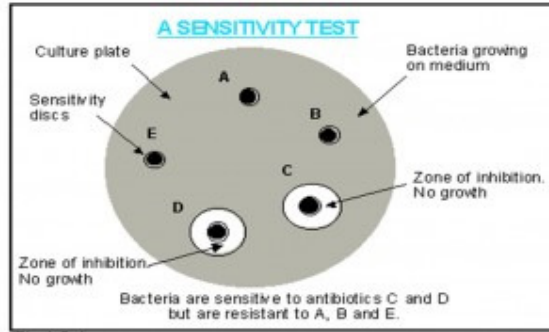 A SENSITIVITY TEST
Culture plate
Bacteria growing
on medium
A
Sensitivity
discs
B
E
C
Zone of inhibition.
No growth
D
Zone of inhibition.
No growth
Bacteria are sensitive to antibiotics C and D
but are resistant to A, B and E.